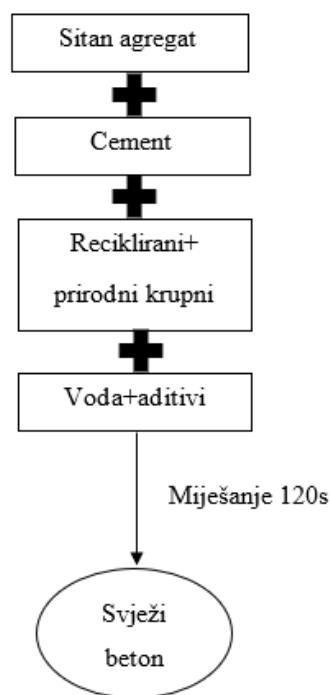 Sitan agregat
Cement
Reciklirani+
prirodni krupni
Voda+aditivi
Miješanje 120s
Svježi
beton